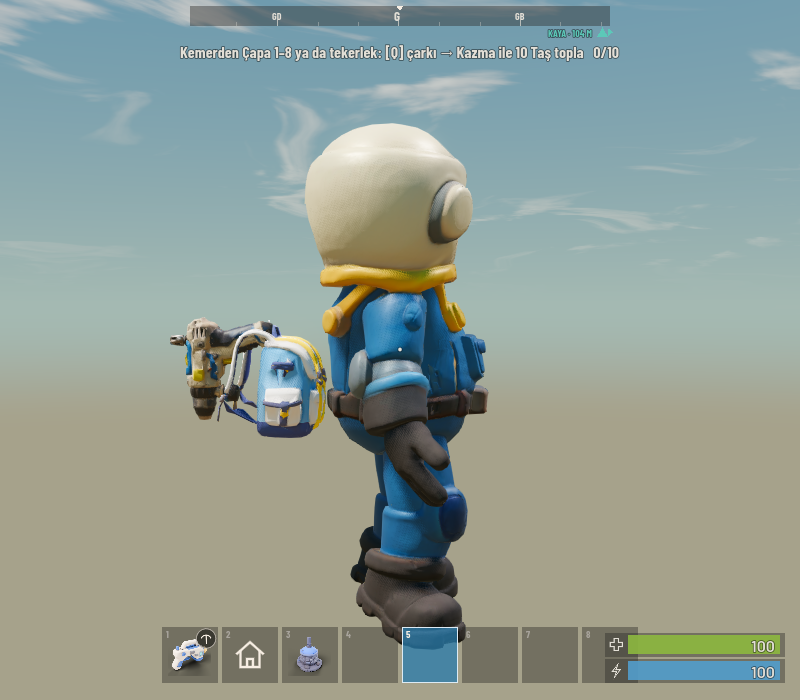 GD G GB
KAYA · 104 M
Kemerden Çapa 1-8 ya da tekerlek: [Q] çarkı → Kazma ile 10 Taş topla 0/10
1 2 3 4 5 6 7 8
100
100